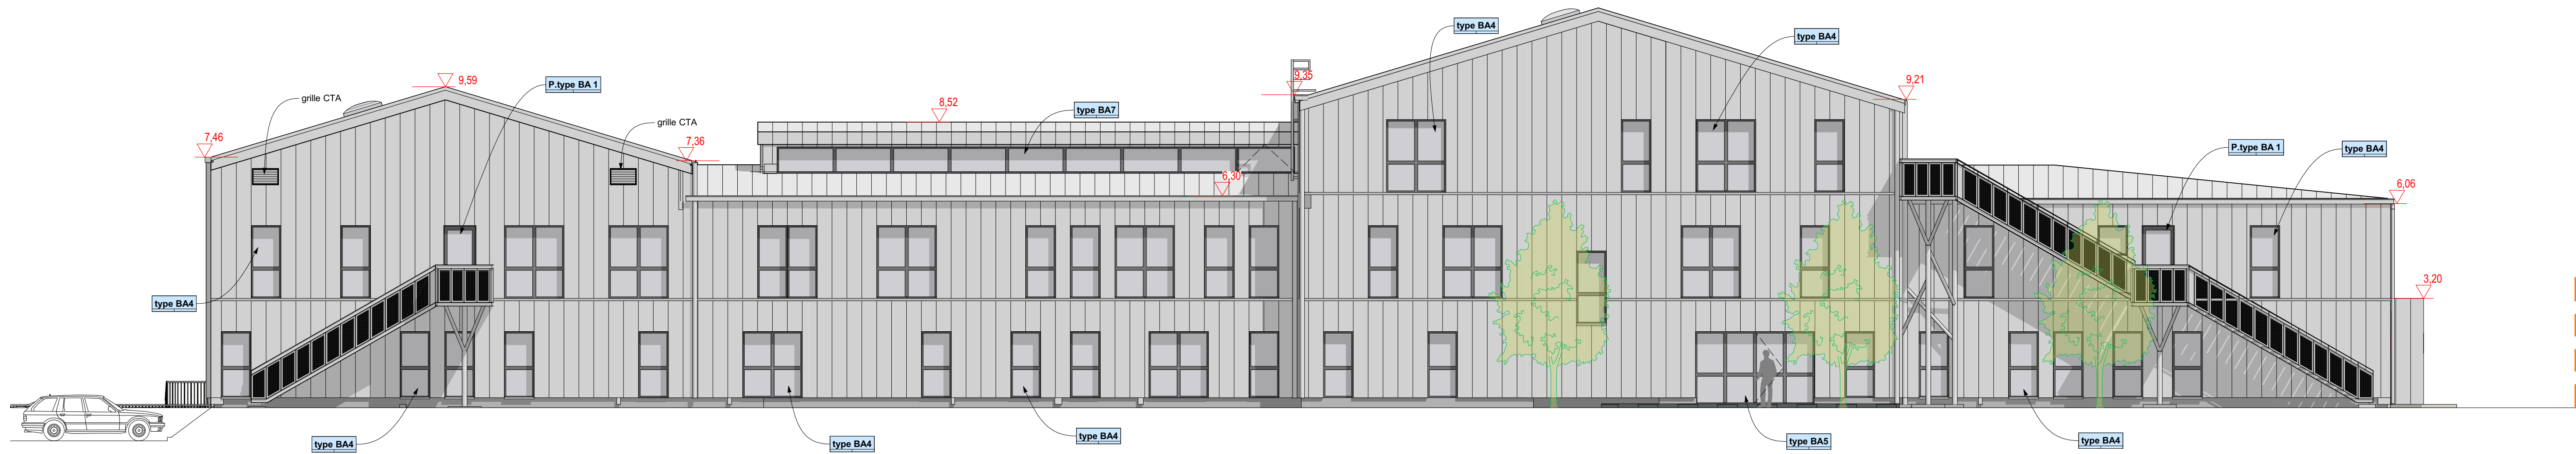 type BA4
type BA4
9,35
9,59
9,21
P.type BA 1
grille CTA
8,52
type BA7
grille CTA
7,46
7,36
P.type BA 1
type BA4
6,30
6,06
3,20
type BA4
type BA4
type BA4
type BA4
type BA5
type BA4